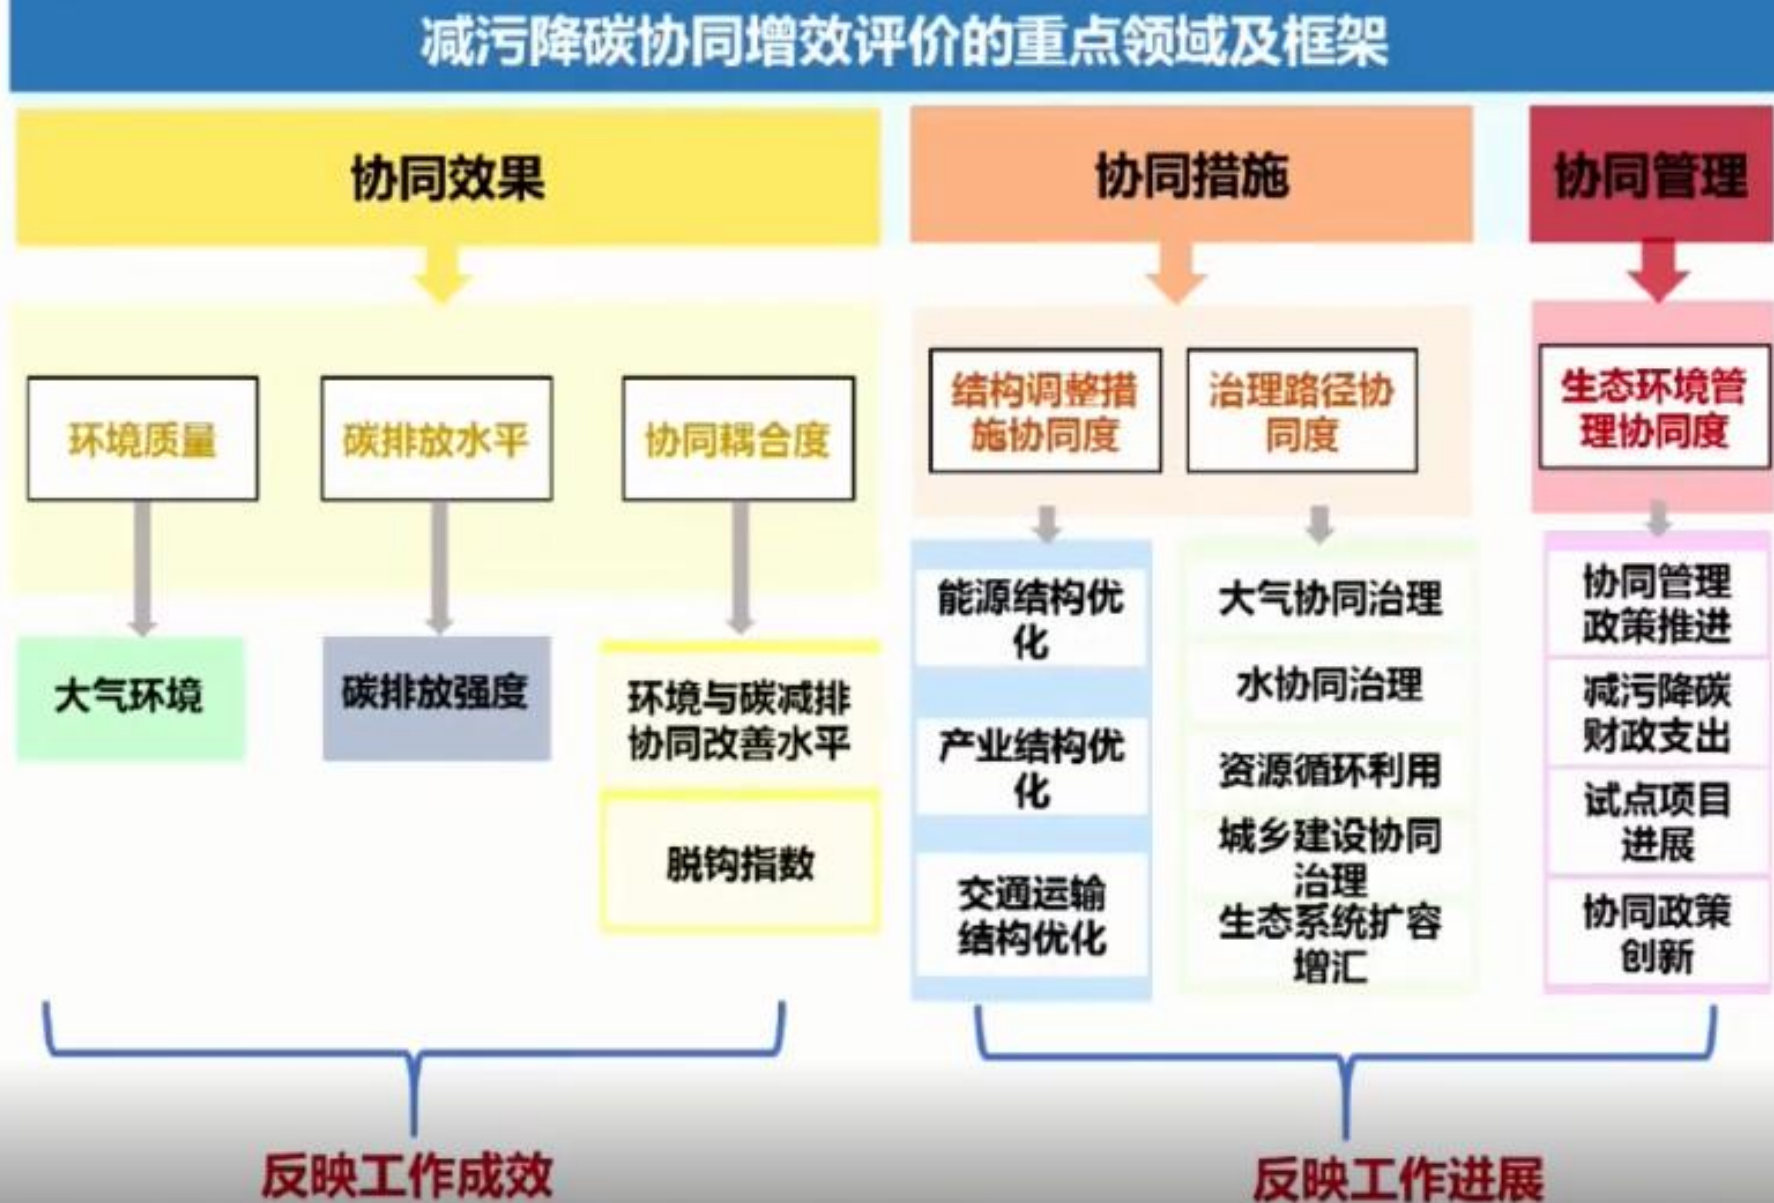 减污降碳协同增效评价的重点领域及框架
协同效果
协同措施
协同管理
环境质量
碳排放水平
协同耦合度
结构调整措
施协同度
治理路径协
同度
生态环境管
理协同度
大气环境
碳排放强度
环境与碳减排
协同改善水平
脱钩指数
能源结构优
化
产业结构优
化
交通运输
结构优化
大气协同治理
水协同治理
资源循环利用
城乡建设协同
治理
生态系统扩容
增汇
协同管理
政策推进
减污降碳
财政支出
试点项目
进展
协同政策
创新
反映工作成效
反映工作进展